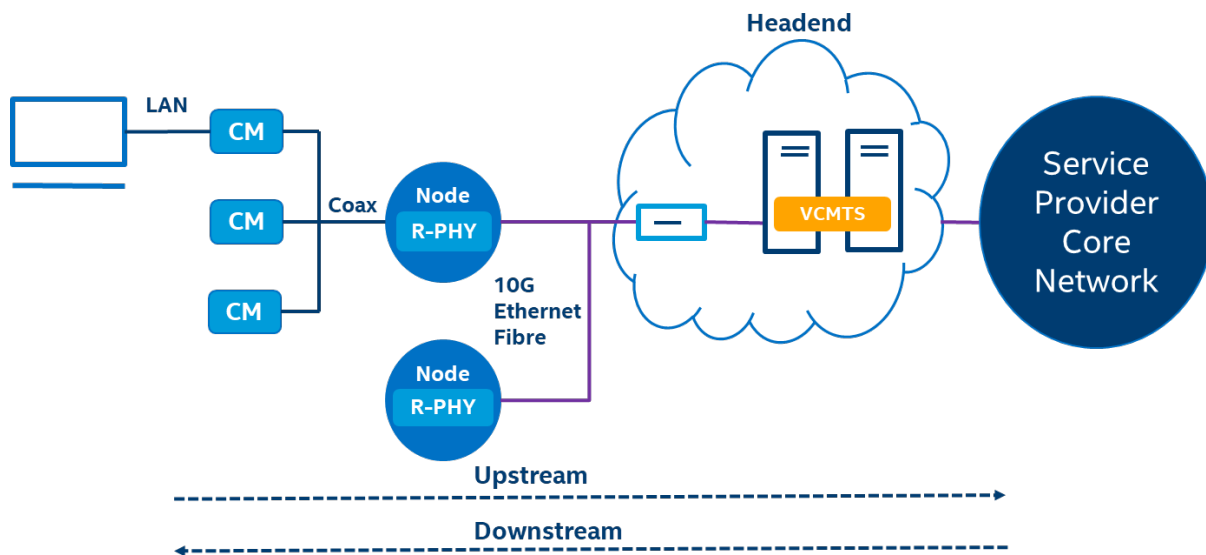 Headend
LAN
CM
CM
CM
Coax
Node
R-PHY
10G
Ethernet
Fibre
Node
R-PHY
VCMTS
Service
Provider
Core
Network
Upstream
Downstream